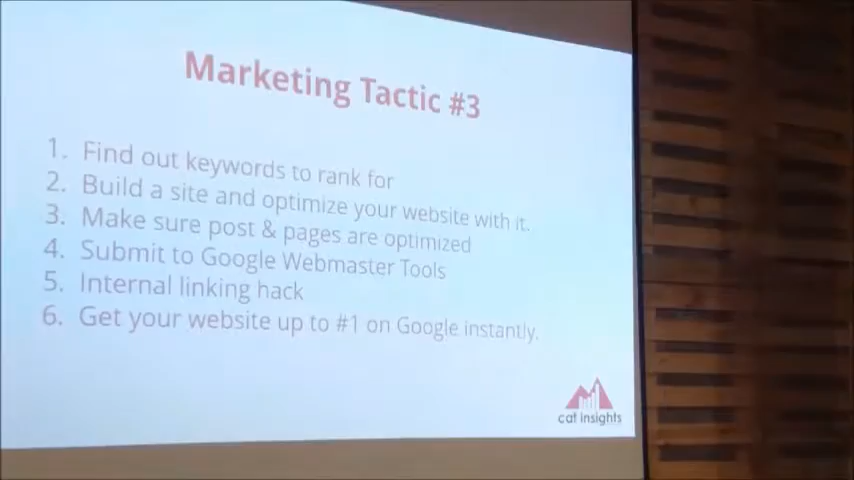 Marketing Tactic #3
1. Find out keywords to rank for
2. Build a site and optimize your website with it.
3. Make sure post & pages are optimized
4. Submit to Google Webmaster Tools
5. Internal linking hack
6. Get your website up to #1 on Google instantly.
cat insights